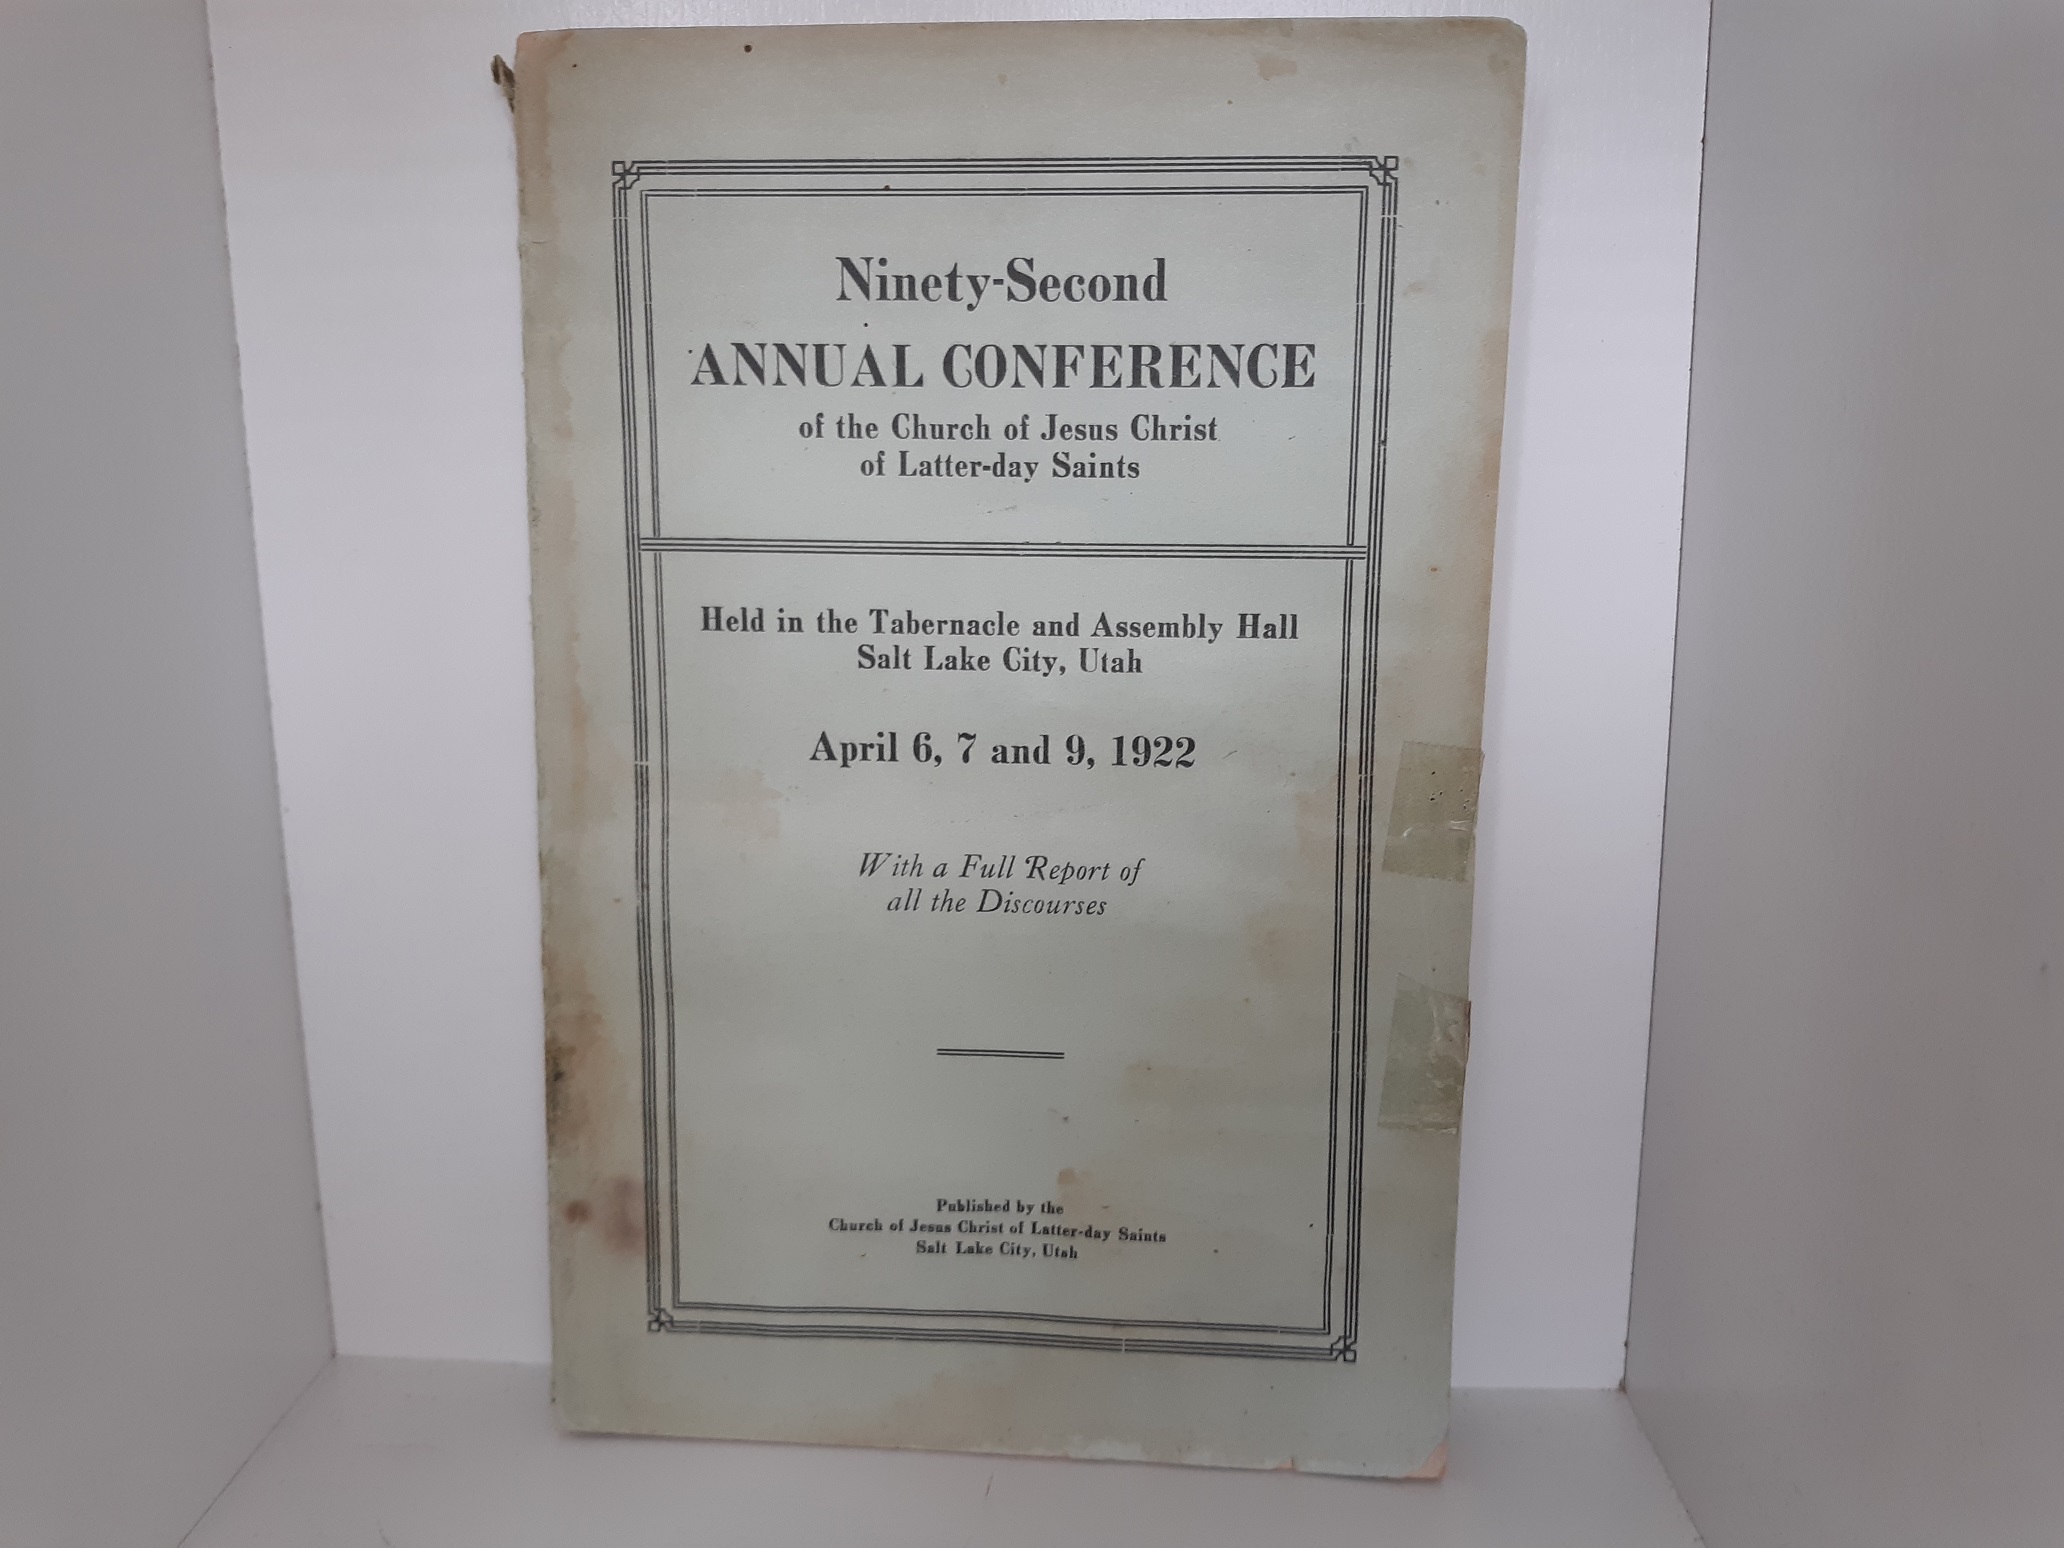 Ninety-Second
ANNUAL CONFERENCE
of the Church of Jesus Christ
of Latter-day Saints
Held in the Tabernacle and Assembly Hall
Salt Lake City, Utah
April 6, 7 and 9, 1922
With a Full Report of
all the Discourses
Published by the
Church of Jesus Christ of Latter-day Saints
Salt Lake City, Utah